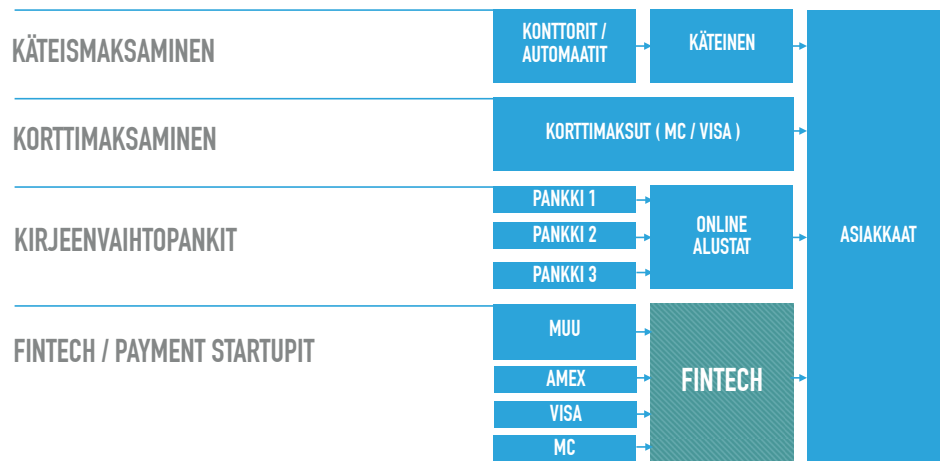 KÄTEISMAKSAMINEN
KONTTORIT /
AUTOMAATIT
KÄTEINEN
KORTTIMAKSAMINEN
KORTTIMAKSUT ( MC / VISA )
KIRJEENVAIHTOPANKIT
PANKKI 1
PANKKI 2
PANKKI 3
ONLINE
ALUSTAT
ASIAKKAAT
FINTECH / PAYMENT STARTUPIT
MUU
AMEX
VISA
MC
FINTECH